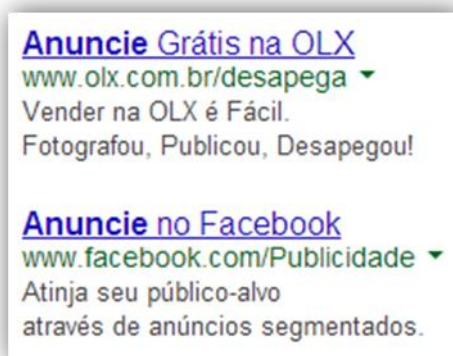 Anuncie Grátis na OLX
www.olx.com.br/desapega
Vender na OLX é Fácil.
Fotografou, Publicou, Desapegou!
Anuncie no Facebook
www.facebook.com/Publicidade
Atinja seu público-alvo
através de anúncios segmentados.